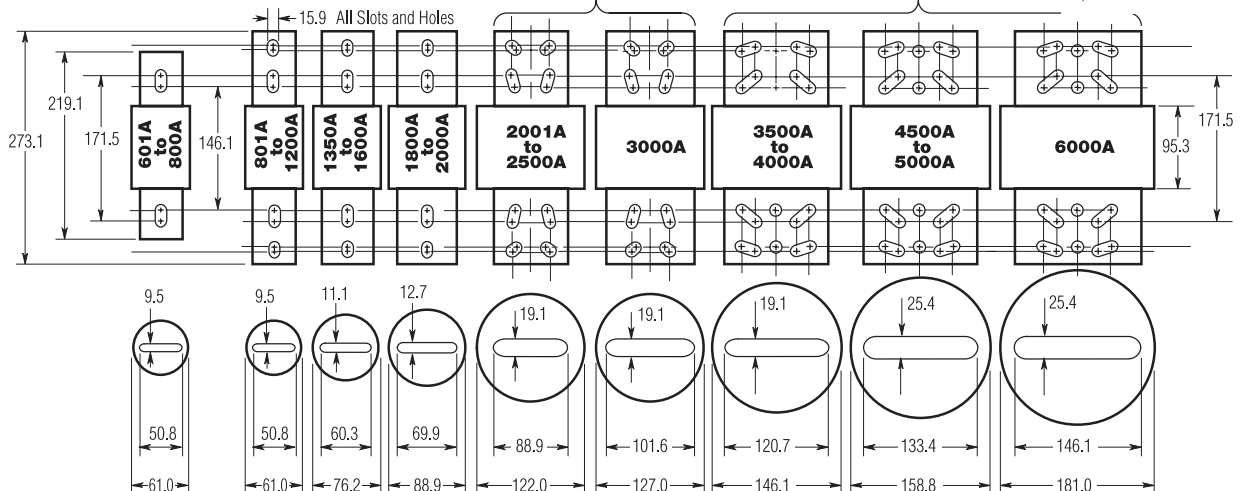 15.9 All Slots and Holes
273.1
219.1
171.5
146.1
601A
to
800A
801A
to
1200A
1350A
to
1600A
1800A
to
2000A
2001A
to
2500A
3000A
3500A
to
4000A
4500A
to
5000A
6000A
95.3
171.5
9.5
9.5
11.1
12.7
19.1
19.1
19.1
25.4
25.4
50.8
50.8
60.3
69.9
88.9
101.6
120.7
133.4
146.1
61.0
61.0
76.2
88.9
122.0
127.0
146.1
158.8
181.0